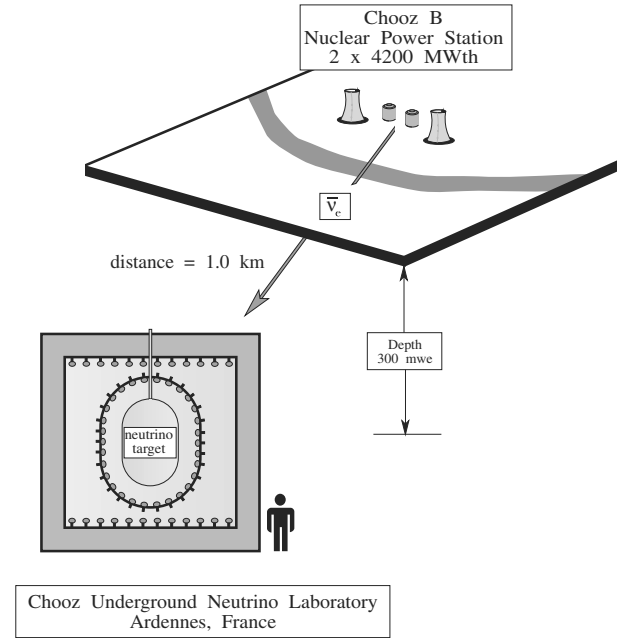 Chooz B
Nuclear Power Station
2 x 4200 MWth
ν̅e
distance = 1.0 km
Depth
300 mwe
neutrino
target
Chooz Underground Neutrino Laboratory
Ardennes, France